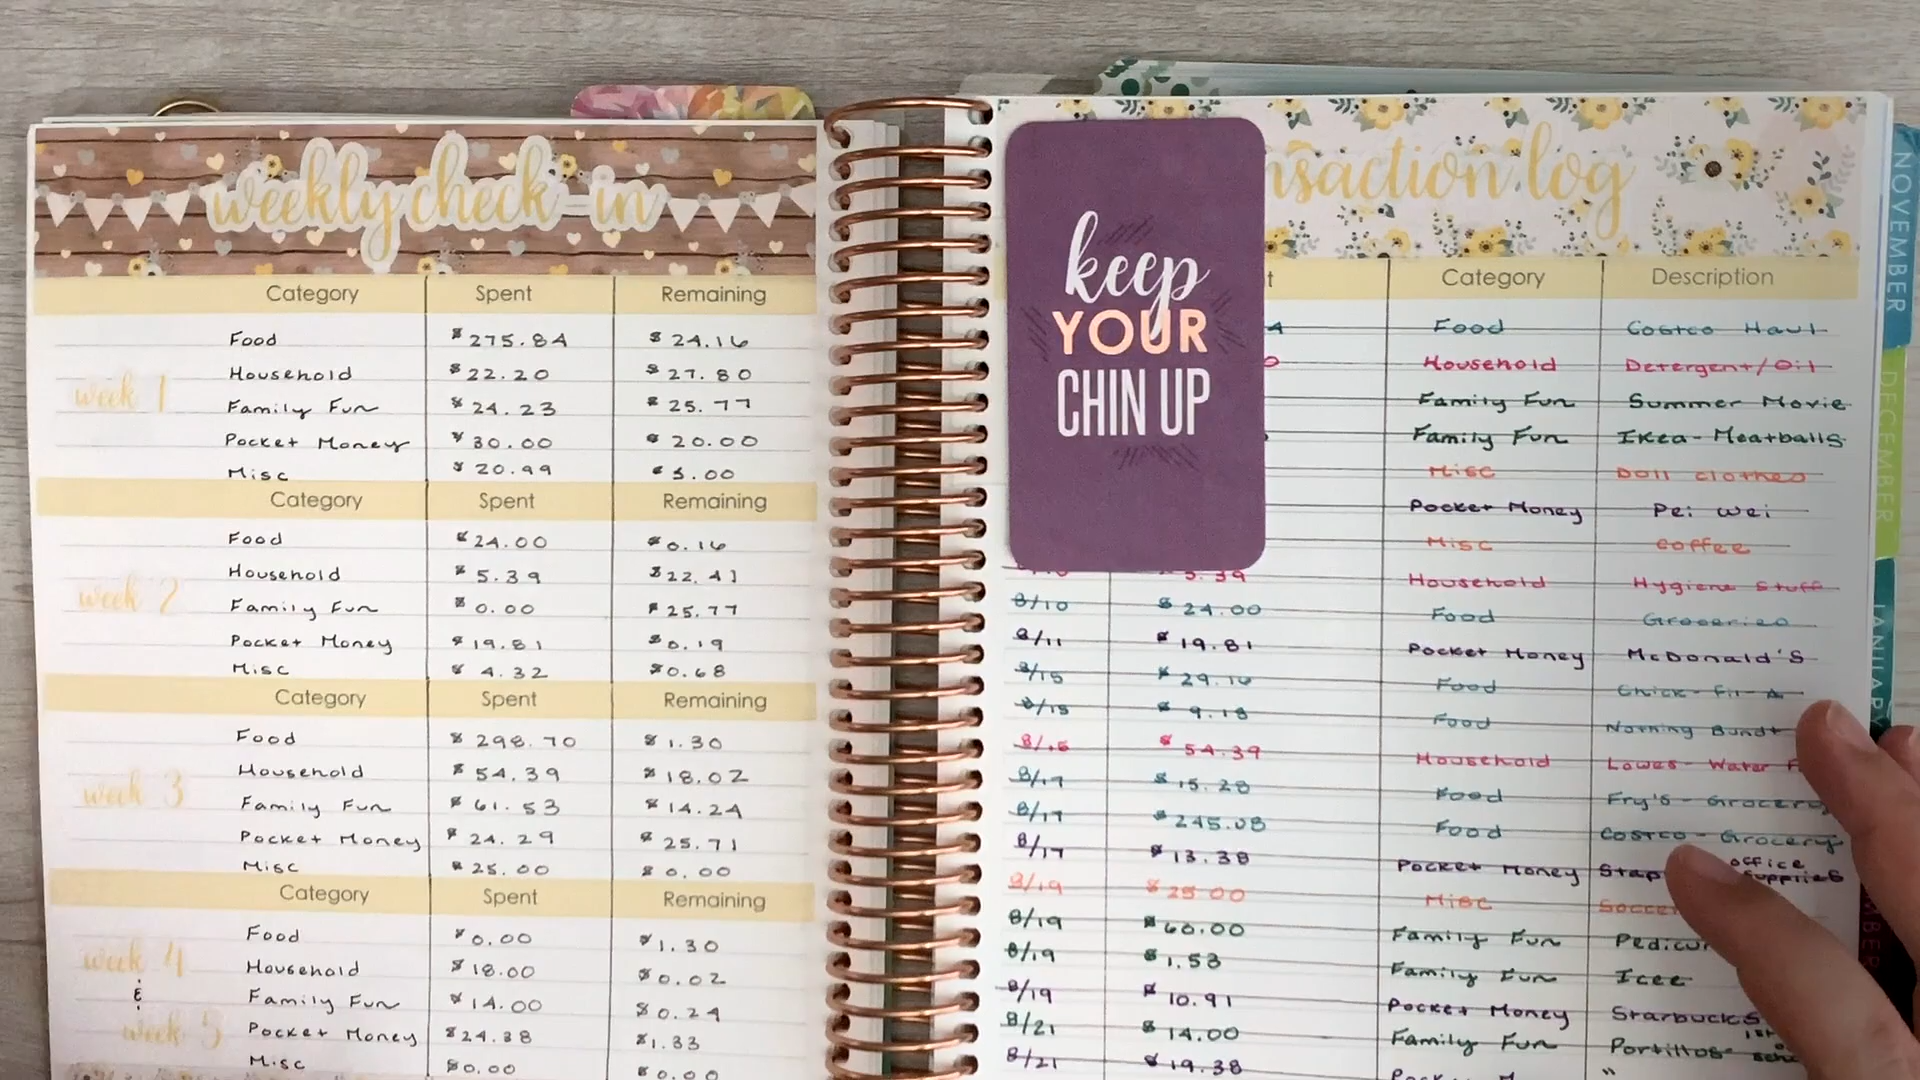 weekly check-in
Category Spent Remaining
week 1
Food $275.84 $24.16
Household $22.20 $27.80
Family Fun $24.23 $25.77
Pocket Money $30.00 $20.00
Misc $20.99 $5.00
Category Spent Remaining
week 2
Food $24.00 $0.16
Household $5.39 $22.41
Family Fun $0.00 $25.77
Pocket Money $19.81 $0.19
Misc $4.32 $0.68
Category Spent Remaining
week 3
Food $298.70 $1.30
Household $54.39 $18.02
Family Fun $61.53 $14.24
Pocket Money $24.29 $25.71
Misc $25.00 $0.00
Category Spent Remaining
week 4
&
week 5
Food $0.00 $1.30
Household $18.00 $0.02
Family Fun $14.00 $0.24
Pocket Money $24.38 $1.33
Misc $0.00 $0.00
keep
YOUR
CHIN UP
nsaction log
t Category Description
4 Food Costco Haul
0 Household Detergent/Oil
Family Fun Summer Movie
Family Fun Ikea-Meatballs
Misc Doll clothes
Pocket Money Pei wei
Misc Coffee
5.39 Household Hygiene Stuff
8/10 $24.00 Food Groceries
8/11 $19.81 Pocket Money McDonald's
8/15 $29.16 Food Chick-Fil-A
8/15 $9.18 Food Nothing Bundt
8/16 $54.39 Household Lowes-Water F
8/17 $15.28 Food Fry's-Grocery
8/17 $245.08 Food Costco-Grocery
8/17 $13.38 Pocket Money Stap office supplies
8/19 $25.00 Misc Soccer
8/19 $60.00 Family Fun Pedicur
8/19 $1.53 Family Fun Icee
8/19 $10.91 Pocket Money Starbucks
8/21 $14.00 Family Fun Portillos-
8/21 $19.38 Pocket M "
NOVEMBER
DECEMBER
JANUARY